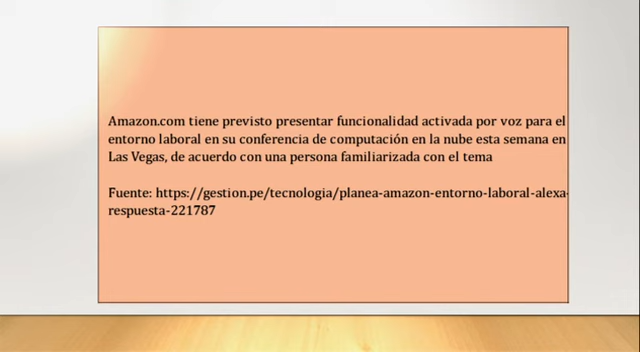 Amazon.com tiene previsto presentar funcionalidad activada por voz para el
entorno laboral en su conferencia de computación en la nube esta semana en
Las Vegas, de acuerdo con una persona familiarizada con el tema
Fuente: https://gestion.pe/tecnologia/planea-amazon-entorno-laboral-alexa-
respuesta-221787